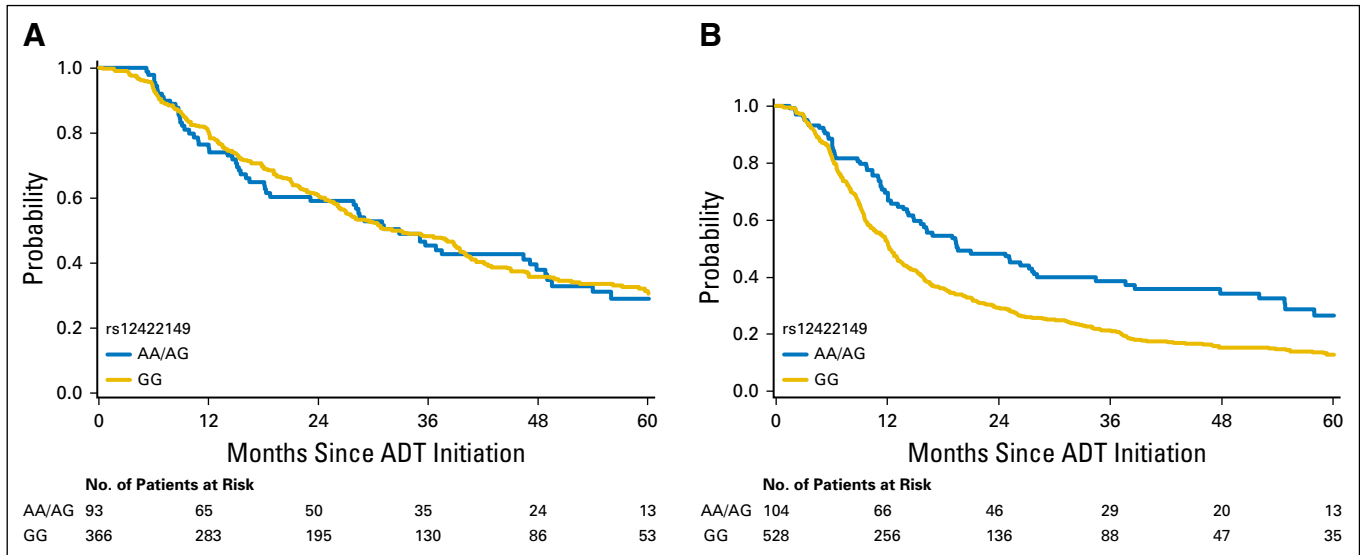 A
1.0
0.8
0.6
0.4
0.2
0.0
Probability
rs12422149
AA/AG
GG
0 12 24 36 48 60
Months Since ADT Initiation
No. of Patients at Risk
AA/AG 93 65 50 35 24 13
GG 366 283 195 130 86 53
B
1.0
0.8
0.6
0.4
0.2
0.0
Probability
rs12422149
AA/AG
GG
0 12 24 36 48 60
Months Since ADT Initiation
No. of Patients at Risk
AA/AG 104 66 46 29 20 13
GG 528 256 136 88 47 35